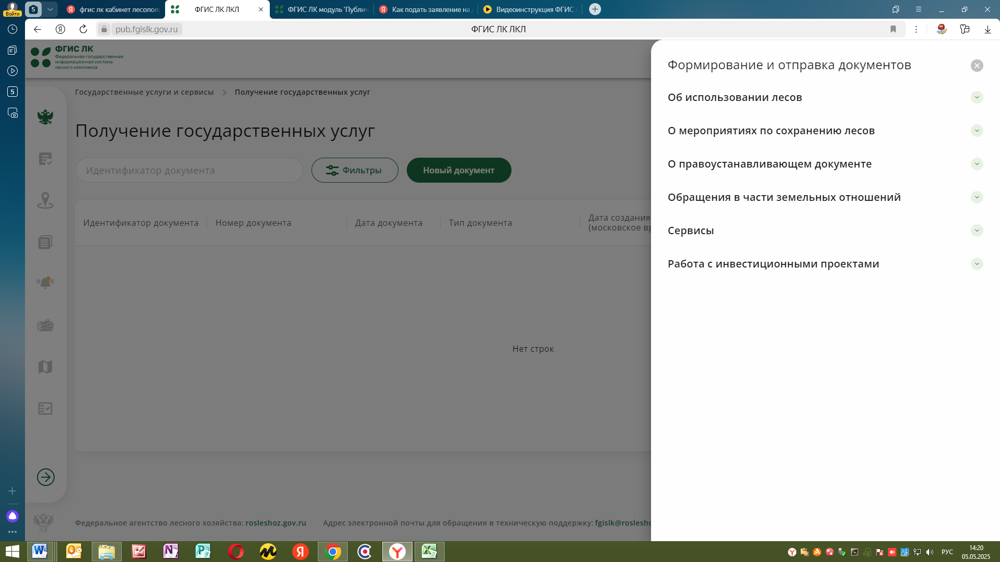 Войти
5
фгис лк кабинет лесополь
ФГИС ЛК ЛКЛ
ФГИС ЛК модуль 'Публич
Как подать заявление на
Видеоинструкция ФГИС
pub.fgislk.gov.ru
ФГИС ЛК ЛКЛ
5
ФГИС ЛК
Федеральная государственная
информационная система
лесного комплекса
Государственные услуги и сервисы
Получение государственных услуг
Получение государственных услуг
Идентификатор документа
Фильтры
Новый документ
Идентификатор документа
Номер документа
Дата документа
Тип документа
Дата создания
(московское вр
Нет строк
Федеральное агентство лесного хозяйства: rosleshoz.gov.ru
Адрес электронной почты для обращения в техническую поддержку: fgislk@roslesho
Формирование и отправка документов
Об использовании лесов
О мероприятиях по сохранению лесов
О правоустанавливающем документе
Обращения в части земельных отношений
Сервисы
Работа с инвестиционными проектами
РУС
14:20
05.05.2025